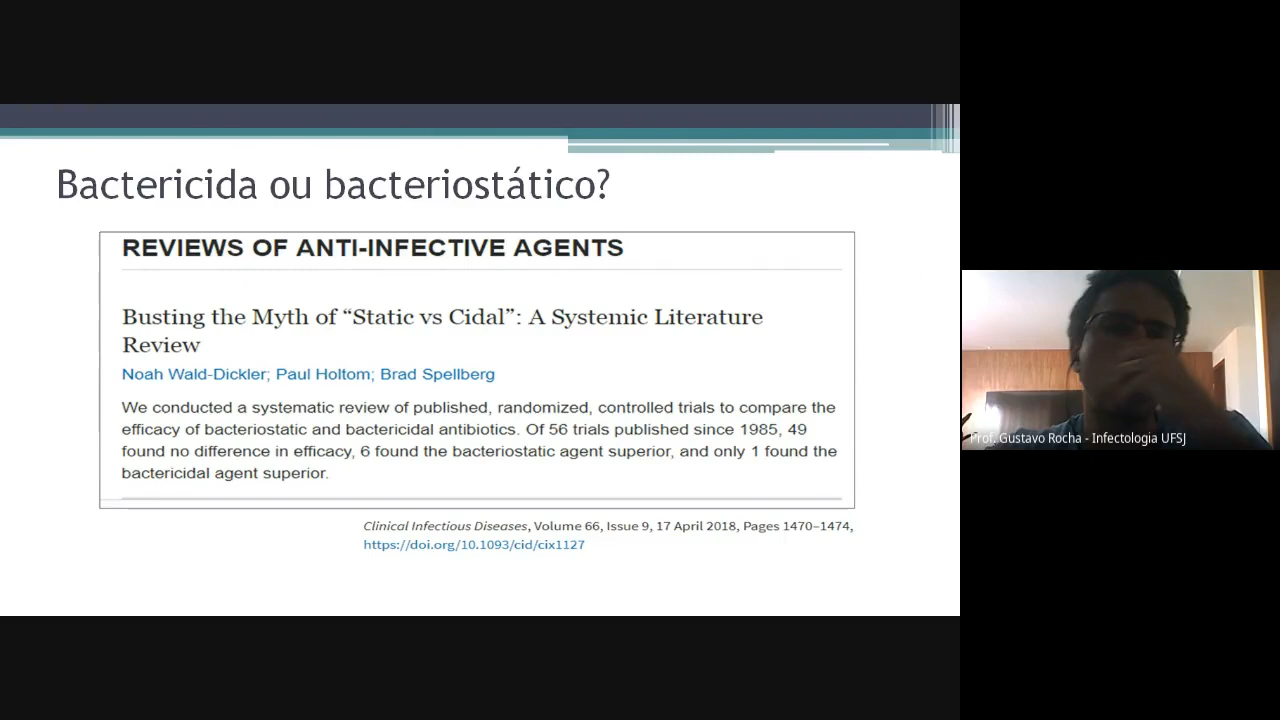 Bactericida ou bacteriostático?
REVIEWS OF ANTI-INFECTIVE AGENTS
Busting the Myth of “Static vs Cidal”: A Systemic Literature
Review
Noah Wald-Dickler; Paul Holtom; Brad Spellberg
We conducted a systematic review of published, randomized, controlled trials to compare the
efficacy of bacteriostatic and bactericidal antibiotics. Of 56 trials published since 1985, 49
found no difference in efficacy, 6 found the bacteriostatic agent superior, and only 1 found the
bactericidal agent superior.
Clinical Infectious Diseases, Volume 66, Issue 9, 17 April 2018, Pages 1470–1474,
https://doi.org/10.1093/cid/cix1127
Prof. Gustavo Rocha - Infectologia UFSJ